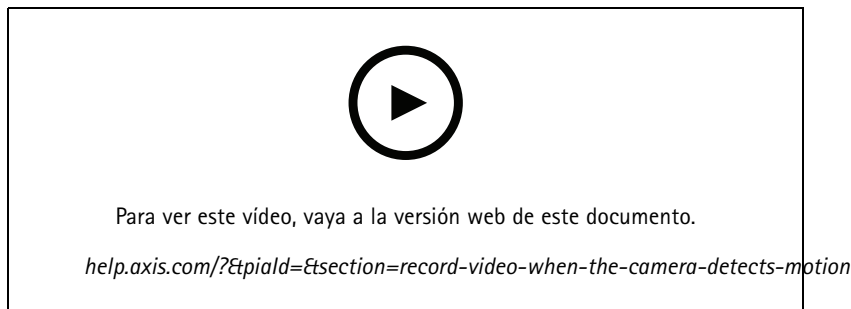 Para ver este vídeo, vaya a la versión web de este documento.
help.axis.com/?&tpiald=&tsection=record-video-when-the-camera-detects-motion